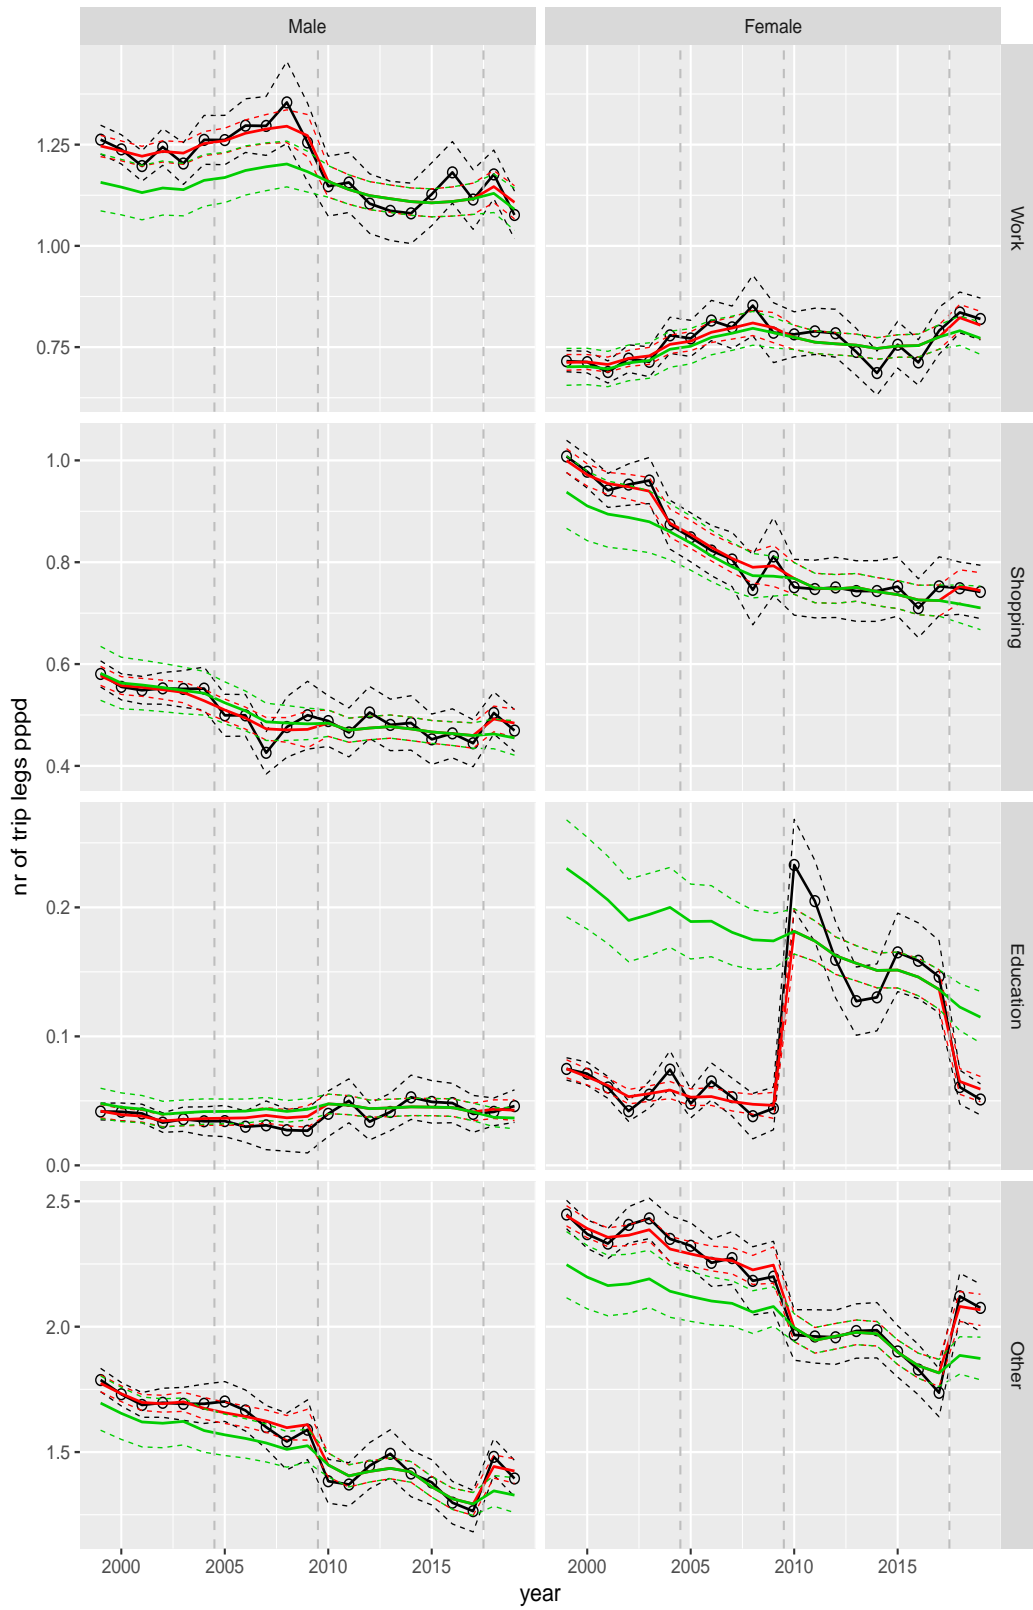 Male Female
1.25
1.00
0.75
Work
1.0
0.8
0.6
0.4
Shopping
nr of trip legs pppd
0.2
0.1
0.0
Education
2.5
2.0
1.5
Other
2000 2005 2010 2015 2000 2005 2010 2015
year